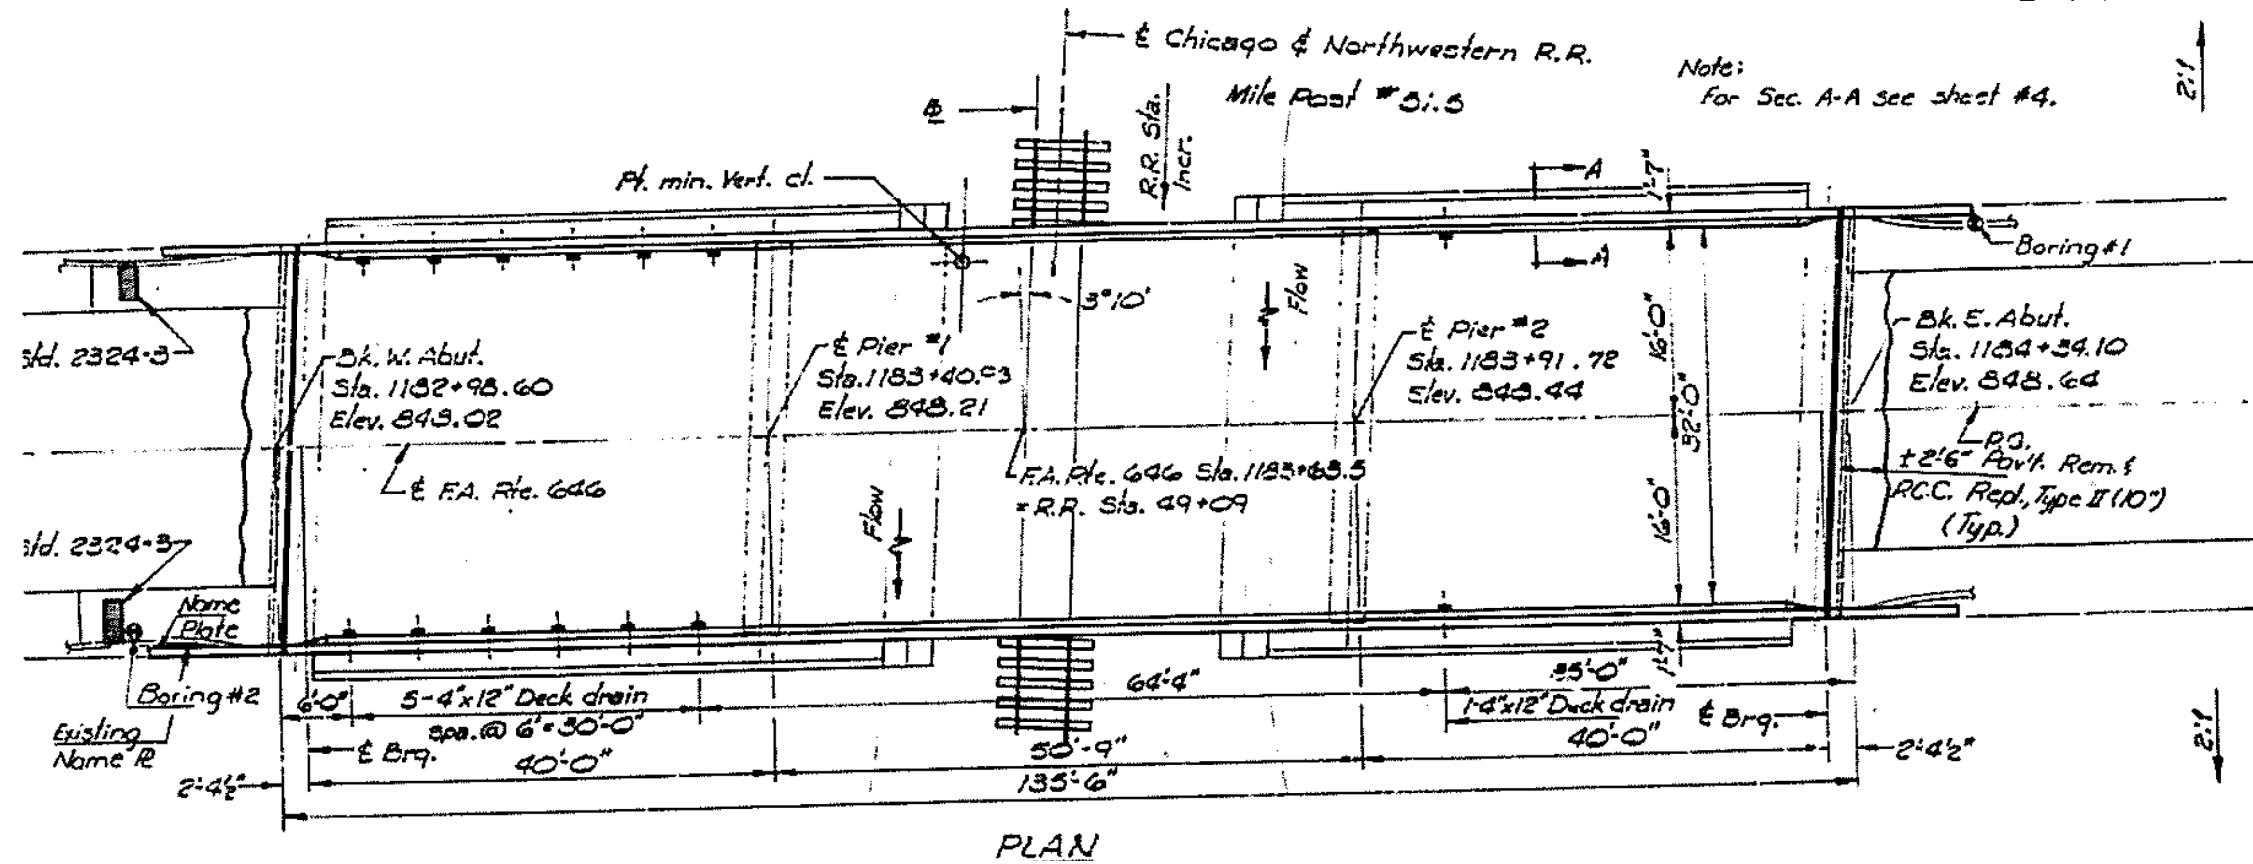 ℄ Chicago & Northwestern R.R.
Mile Post #51.5
Note:
For Sec. A-A see sheet #4.
2:1
R.R. Sta.
Incr.
Pt. min. Vert. cl.
A
A
1'-7"
Boring #1
3°10'
Flow
Std. 2324-3
Bk. W. Abut.
Sta. 1182+98.60
Elev. 848.02
℄ Pier #1
Sta. 1183+40.93
Elev. 848.21
℄ Pier #2
Sta. 1183+91.72
Elev. 848.44
Bk. E. Abut.
Sta. 1184+34.10
Elev. 848.64
16'-0"
32'-0"
16'-0"
℄ F.A. Rte. 646
F.A. Rte. 646 Sta. 1183+65.5
= R.R. Sta. 49+09
P.G.
±2'-6" Pav't. Rem. &
P.C.C. Repl., Type II (10")
(Typ.)
Flow
Std. 2324-3
Name
Plate
Boring #2
Existing
Name ℞
6'-0"
5-4"x12" Deck drain
spa. @ 6'=30'-0"
64'-4"
35'-0"
1-4"x12" Deck drain
1'-7"
℄ Brg.
℄ Brg.
2'-4½"
40'-0"
50'-9"
40'-0"
2'-4½"
135'-6"
2:1
PLAN